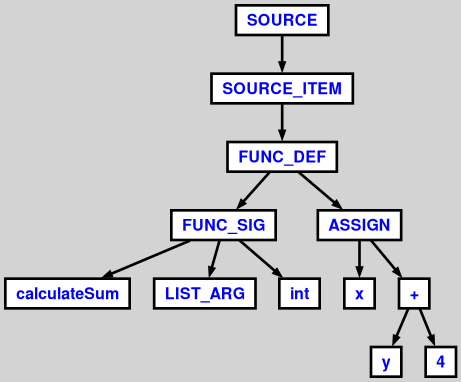 SOURCE
SOURCE_ITEM
FUNC_DEF
FUNC_SIG ASSIGN
calculateSum LIST_ARG int x +
y 4